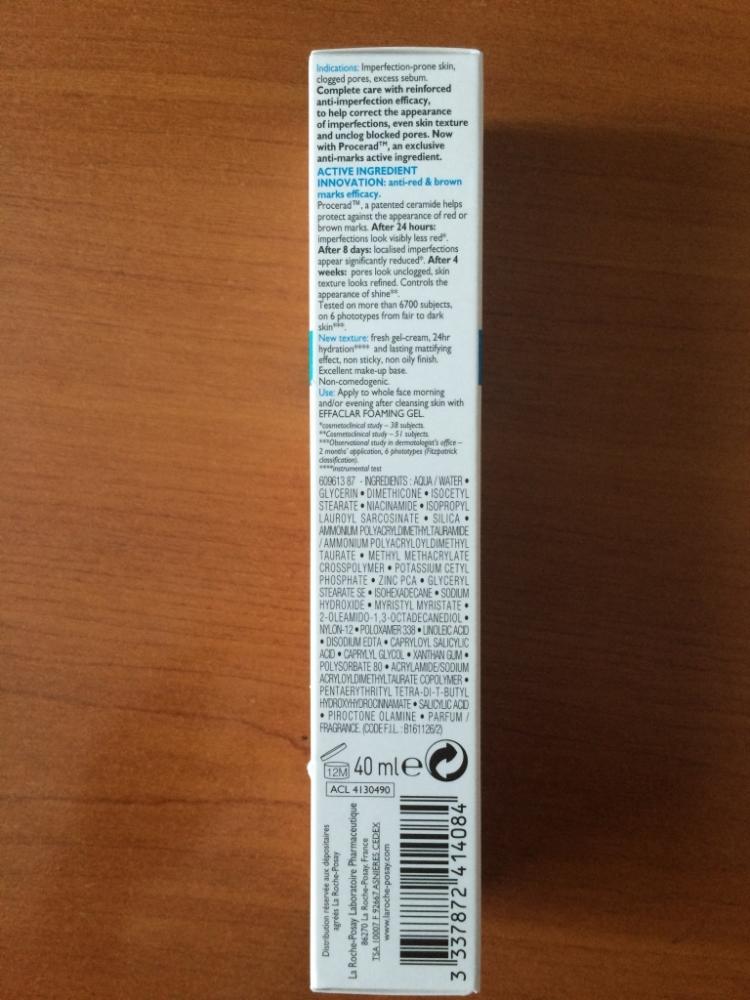 Indications: Imperfection-prone skin,
clogged pores, excess sebum.
Complete care with reinforced
anti-imperfection efficacy,
to help correct the appearance
of imperfections, even skin texture
and unclog blocked pores. Now
with Procerad™, an exclusive
anti-marks active ingredient.
ACTIVE INGREDIENT
INNOVATION: anti-red & brown
marks efficacy.
Procerad™, a patented ceramide helps
protect against the appearance of red or
brown marks. After 24 hours:
imperfections look visibly less red*.
After 8 days: localised imperfections
appear significantly reduced*. After 4
weeks: pores look unclogged, skin
texture looks refined. Controls the
appearance of shine**.
Tested on more than 6700 subjects,
on 6 phototypes from fair to dark
skin***.
New texture: fresh gel-cream, 24hr
hydration**** and lasting mattifying
effect, non sticky, non oily finish.
Excellent make-up base.
Non-comedogenic.
Use: Apply to whole face morning
and/or evening after cleansing skin with
EFFACLAR FOAMING GEL.
*cosmetoclinical study – 38 subjects.
**Cosmetoclinical study – 51 subjects.
***Observational study in dermatologist's office –
2 months' application, 6 phototypes (Fitzpatrick
classification).
****instrumental test
609613 87 - INGREDIENTS : AQUA / WATER •
GLYCERIN • DIMETHICONE • ISOCETYL
STEARATE • NIACINAMIDE • ISOPROPYL
LAUROYL SARCOSINATE • SILICA •
AMMONIUM POLYACRYLDIMETHYLTAURAMIDE
/ AMMONIUM POLYACRYLOYLDIMETHYL
TAURATE • METHYL METHACRYLATE
CROSSPOLYMER • POTASSIUM CETYL
PHOSPHATE • ZINC PCA • GLYCERYL
STEARATE SE • ISOHEXADECANE • SODIUM
HYDROXIDE • MYRISTYL MYRISTATE •
2-OLEAMIDO-1,3-OCTADECANEDIOL •
NYLON-12 • POLOXAMER 338 • LINOLEIC ACID
• DISODIUM EDTA • CAPRYLOYL SALICYLIC
ACID • CAPRYLYL GLYCOL • XANTHAN GUM •
POLYSORBATE 80 • ACRYLAMIDE/SODIUM
ACRYLOYLDIMETHYLTAURATE COPOLYMER •
PENTAERYTHRITYL TETRA-DI-T-BUTYL
HYDROXYHYDROCINNAMATE • SALICYLIC ACID
• PIROCTONE OLAMINE • PARFUM /
FRAGRANCE. (CODE F.I.L. : B161126/2)
12M 40 ml e
ACL 4130490
Distribution réservée aux dépositaires
agréés La Roche-Posay
La Roche-Posay Laboratoire Pharmaceutique
86270 La Roche-Posay. France
TSA 10007 F 92667 ASNIERES CEDEX
www.laroche-posay.com
3 337872 414084